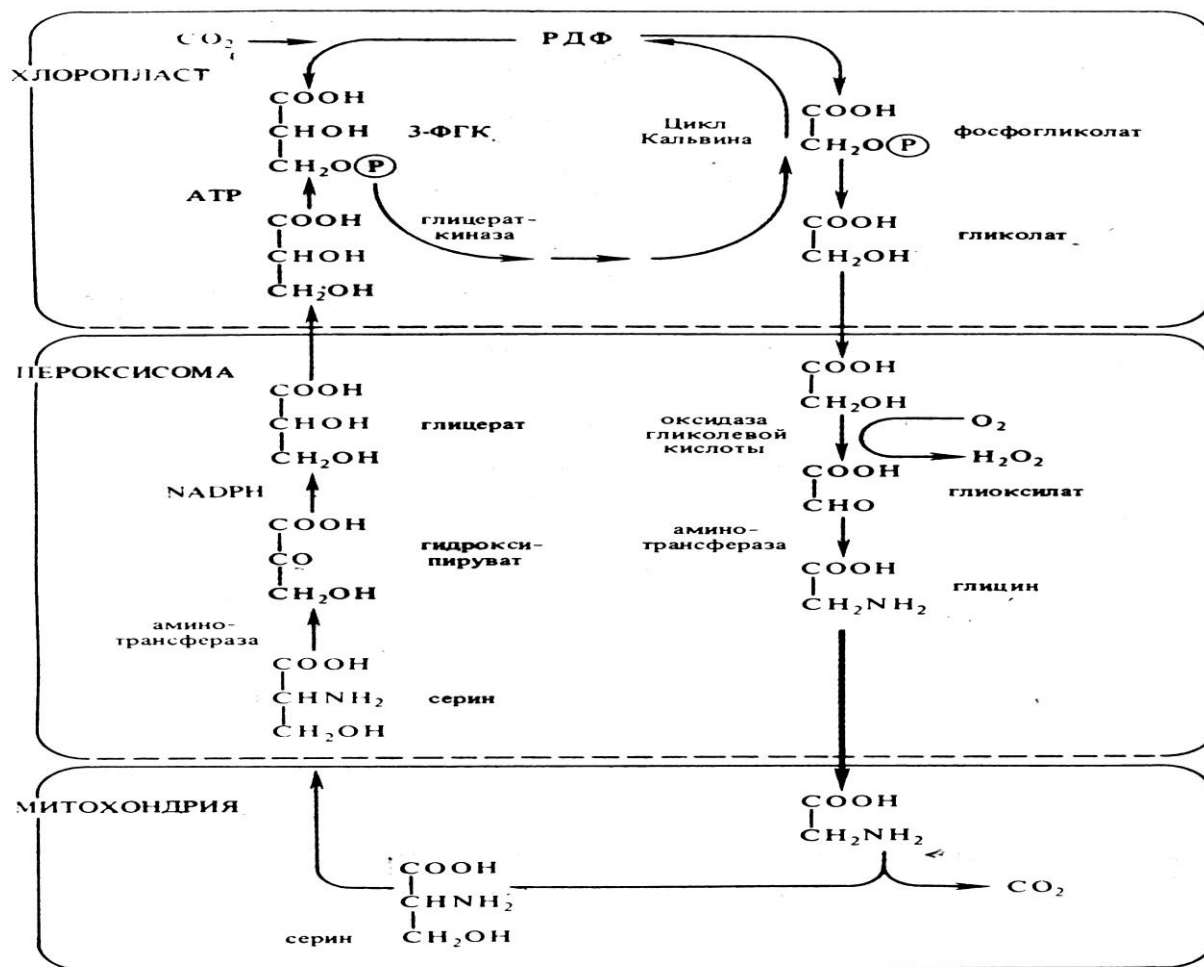 CO₂
РДФ
ХЛОРОПЛАСТ
COOH
CHOH
CH₂O(P)
3-ФГК
Цикл
Кальвина
COOH
CH₂O(P)
фосфогликолат
АТР
глицерат-
киназа
COOH
CHOH
CH₂OH
COOH
CH₂OH
гликолат
ПЕРОКСИСОМА
COOH
CHOH
CH₂OH
глицерат
COOH
CH₂OH
оксидаза
гликолевой
кислоты
O₂
H₂O₂
NADPH
COOH
CHO
глиоксилат
COOH
CO
CH₂OH
гидрокси-
пируват
амино-
трансфераза
COOH
CH₂NH₂
глицин
амино-
трансфераза
COOH
CHNH₂
CH₂OH
серин
МИТОХОНДРИЯ
COOH
CH₂NH₂
CO₂
COOH
CHNH₂
CH₂OH
серин